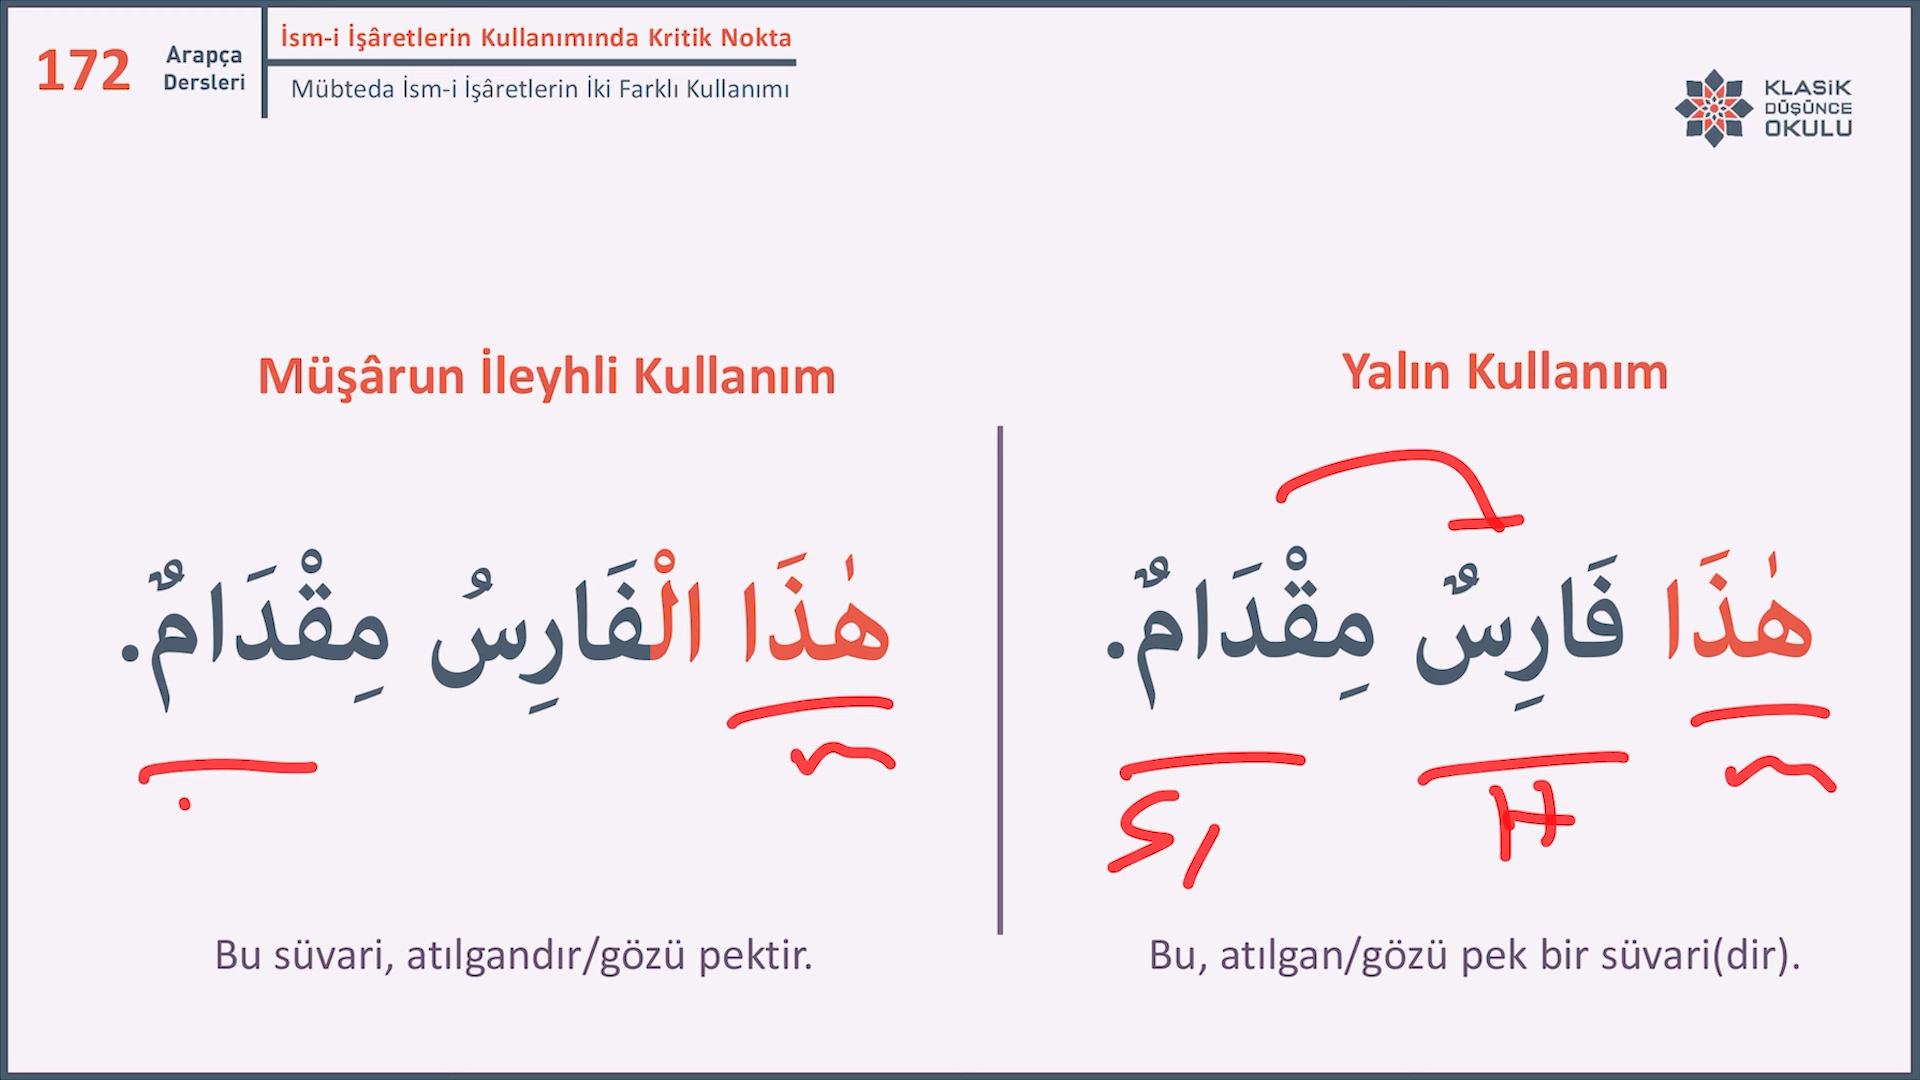 172
Arapça
Dersleri
İsm-i İşâretlerin Kullanımında Kritik Nokta
Mübteda İsm-i İşâretlerin İki Farklı Kullanımı
KLASİK
DÜŞÜNCE
OKULU
Müşârun İleyhli Kullanım
هٰذَا الْفَارِسُ مِقْدَامٌ.
Bu süvari, atılgandır/gözü pektir.
Yalın Kullanım
هٰذَا فَارِسٌ مِقْدَامٌ.
H
Bu, atılgan/gözü pek bir süvari(dir).